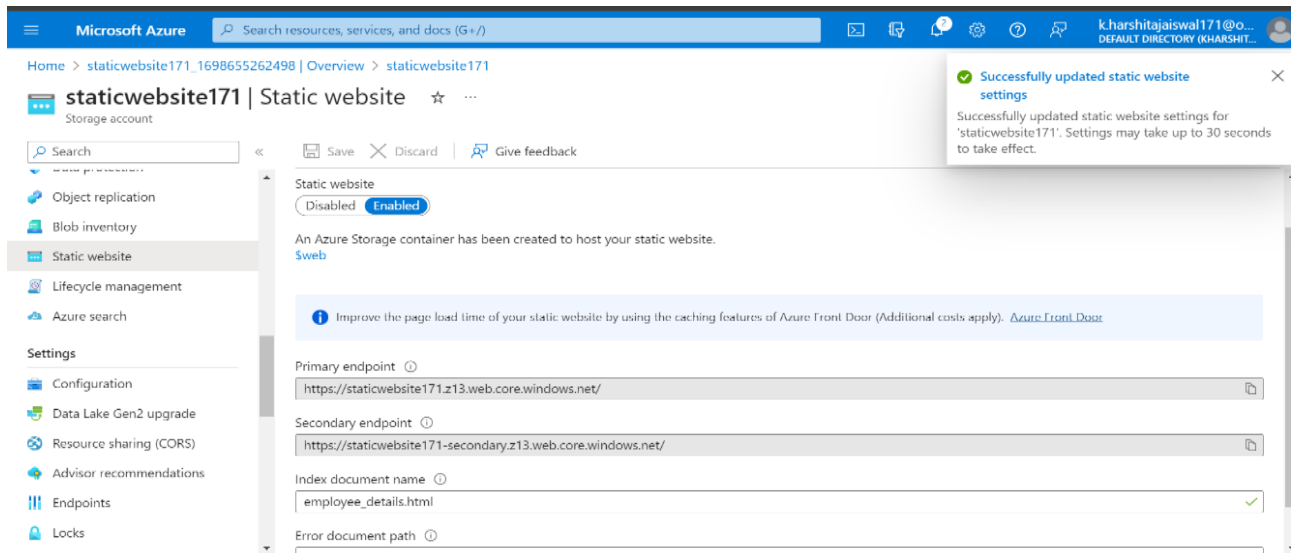 Microsoft Azure
Search resources, services, and docs (G+/)
k.harshitajaiswal171@o...
DEFAULT DIRECTORY (KHARSHIT...
Home > staticwebsite171_1698655262498 | Overview > staticwebsite171
staticwebsite171 | Static website
Storage account
Successfully updated static website
settings
Successfully updated static website settings for
'staticwebsite171'. Settings may take up to 30 seconds
to take effect.
Search
Save
Discard
Give feedback
Data protection
Object replication
Blob inventory
Static website
Lifecycle management
Azure search
Settings
Configuration
Data Lake Gen2 upgrade
Resource sharing (CORS)
Advisor recommendations
Endpoints
Locks
Static website
Disabled Enabled
An Azure Storage container has been created to host your static website.
$web
Improve the page load time of your static website by using the caching features of Azure Front Door (Additional costs apply). Azure Front Door
Primary endpoint
https://staticwebsite171.z13.web.core.windows.net/
Secondary endpoint
https://staticwebsite171-secondary.z13.web.core.windows.net/
Index document name
employee_details.html
Error document path